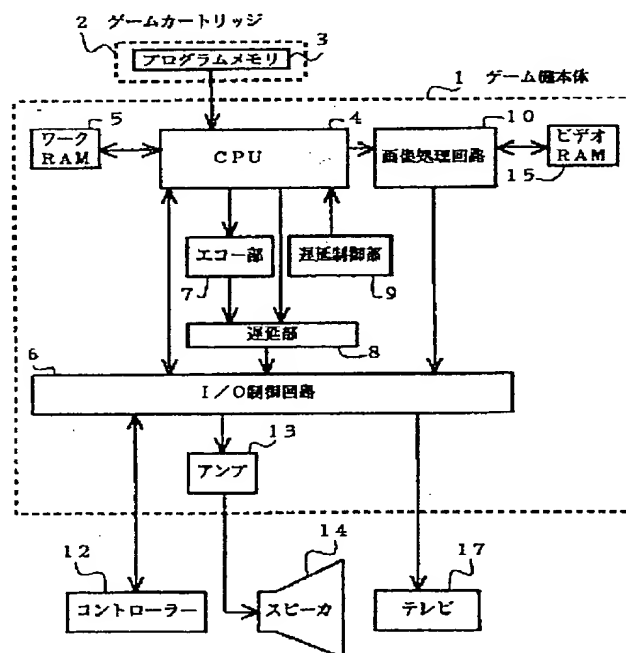 2 ゲームカートリッジ
3
プログラムメモリ
1 ゲーム機本体
5
ワーク
RAM
4
CPU
10
画像処理回路
ビデオ
RAM
15
エコー部
7
遅延制御部
9
遅延部
8
6
I/O制御回路
13
アンプ
12
コントローラー
14
スピーカ
17
テレビ